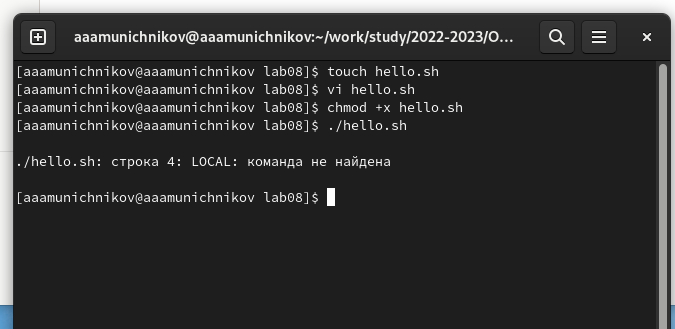 aaamunichnikov@aaamunichnikov:~/work/study/2022-2023/O...
[aaamunichnikov@aaamunichnikov lab08]$ touch hello.sh
[aaamunichnikov@aaamunichnikov lab08]$ vi hello.sh
[aaamunichnikov@aaamunichnikov lab08]$ chmod +x hello.sh
[aaamunichnikov@aaamunichnikov lab08]$ ./hello.sh
./hello.sh: строка 4: LOCAL: команда не найдена
[aaamunichnikov@aaamunichnikov lab08]$